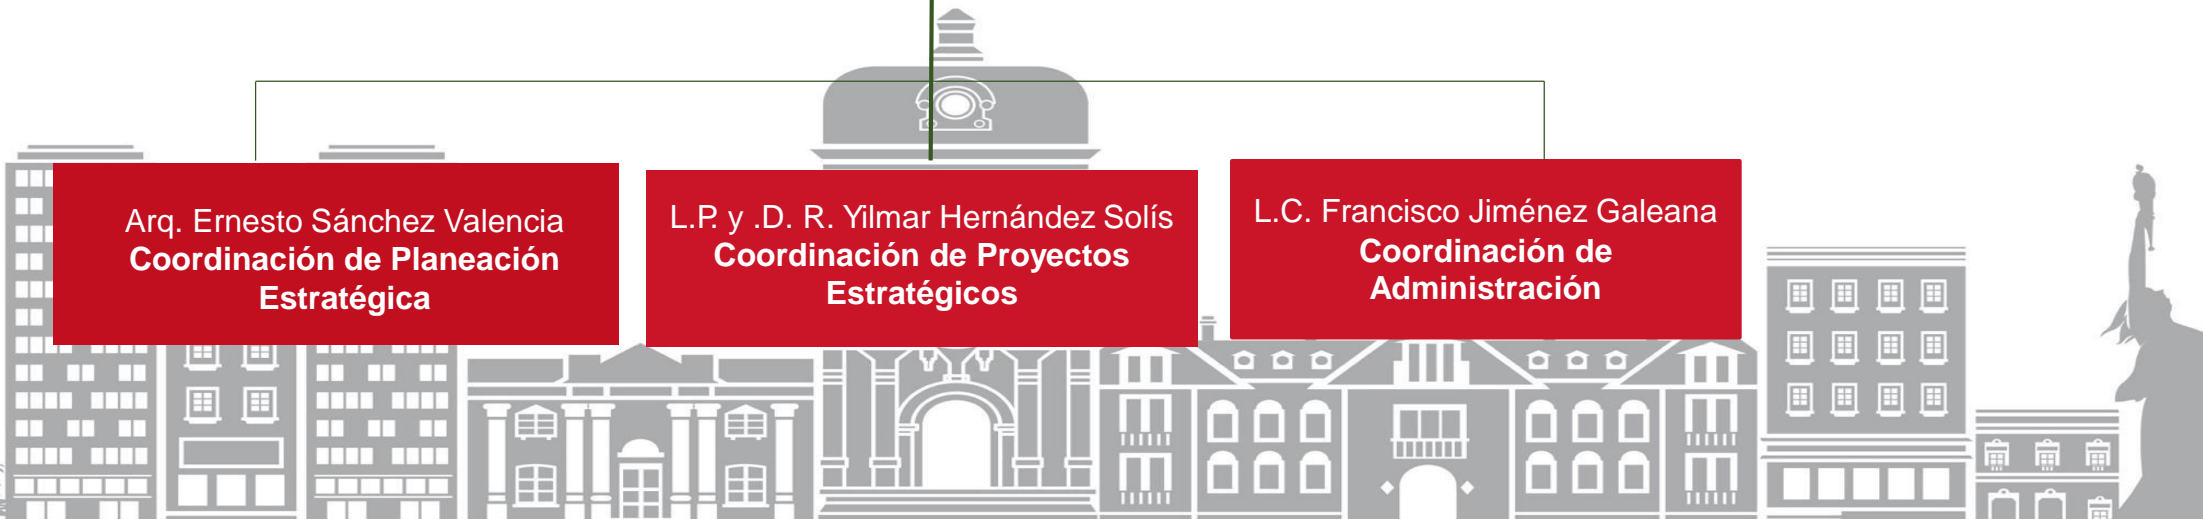 Arq. Ernesto Sánchez Valencia
Coordinación de Planeación
Estratégica
L.P. y .D. R. Yilmar Hernández Solís
Coordinación de Proyectos
Estratégicos
L.C. Francisco Jiménez Galeana
Coordinación de
Administración